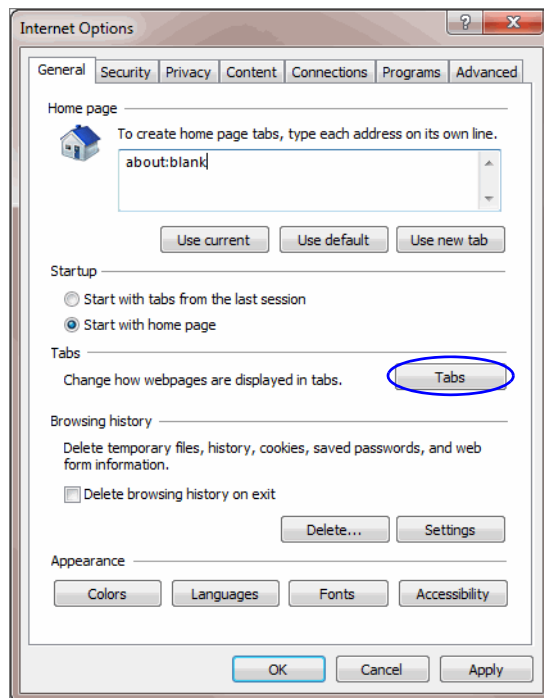 Internet Options
General Security Privacy Content Connections Programs Advanced
Home page
To create home page tabs, type each address on its own line.
about:blank
Use current Use default Use new tab
Startup
Start with tabs from the last session
Start with home page
Tabs
Change how webpages are displayed in tabs. Tabs
Browsing history
Delete temporary files, history, cookies, saved passwords, and web
form information.
Delete browsing history on exit
Delete... Settings
Appearance
Colors Languages Fonts Accessibility
OK Cancel Apply